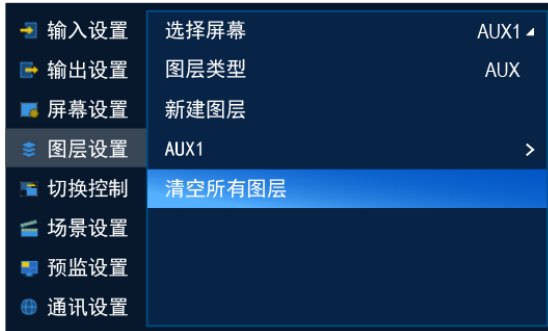 输入设置
输出设置
屏幕设置
图层设置
切换控制
场景设置
预监设置
通讯设置
选择屏幕 AUX1
图层类型 AUX
新建图层
AUX1 >
清空所有图层